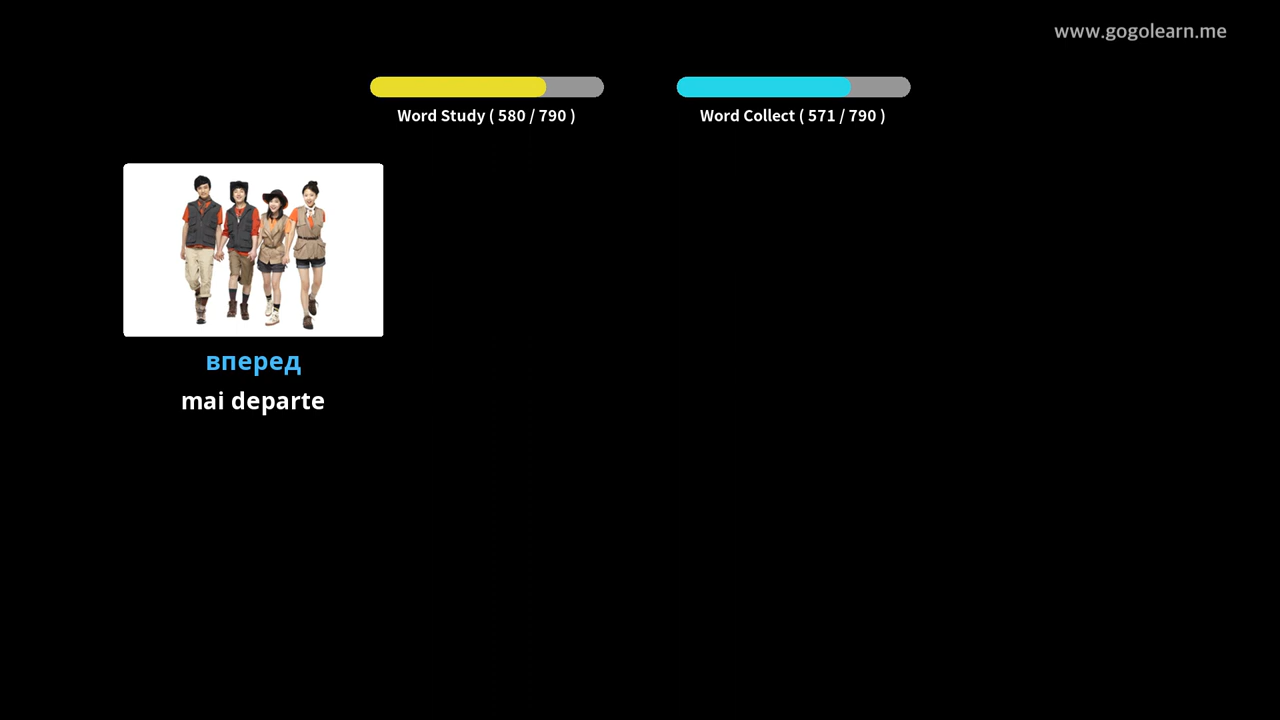 www.gogolearn.me
Word Study ( 580 / 790 )
Word Collect ( 571 / 790 )
вперед
mai departe